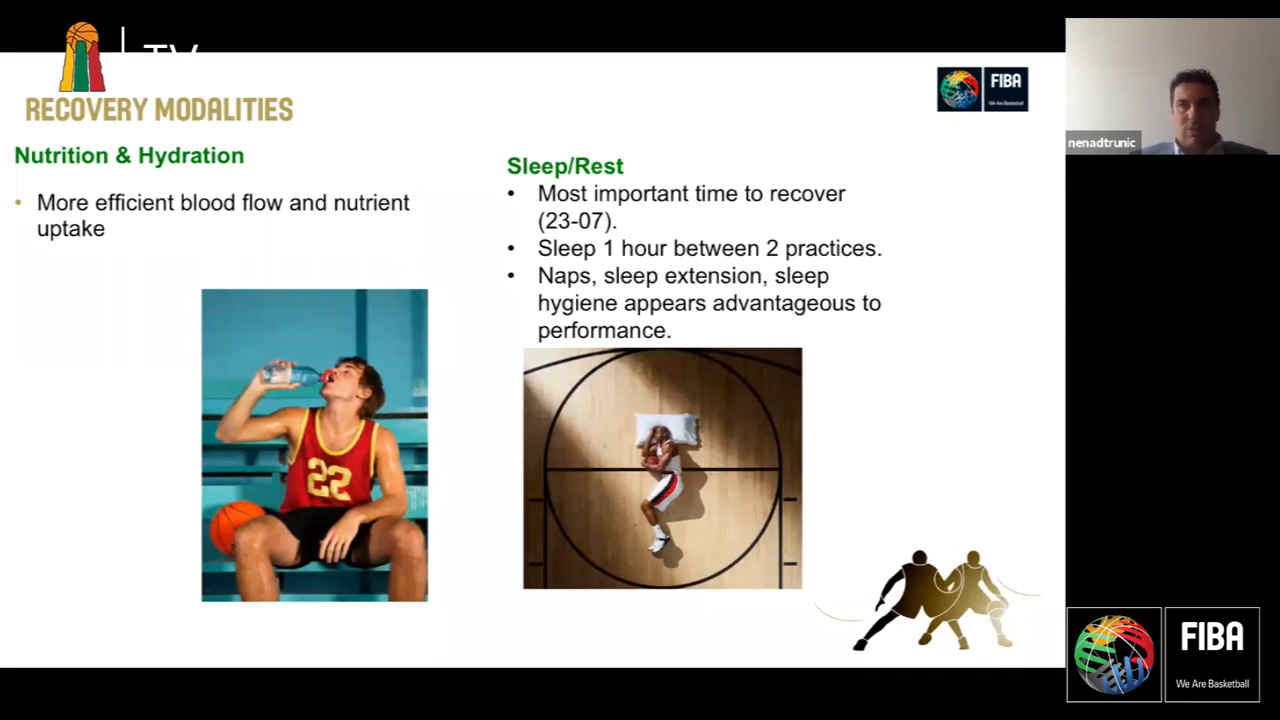 TV
RECOVERY MODALITIES
FIBA
We Are Basketball
nenadtrunic
Nutrition & Hydration
• More efficient blood flow and nutrient
uptake
22
Sleep/Rest
• Most important time to recover
(23-07).
• Sleep 1 hour between 2 practices.
• Naps, sleep extension, sleep
hygiene appears advantageous to
performance.
FIBA
We Are Basketball